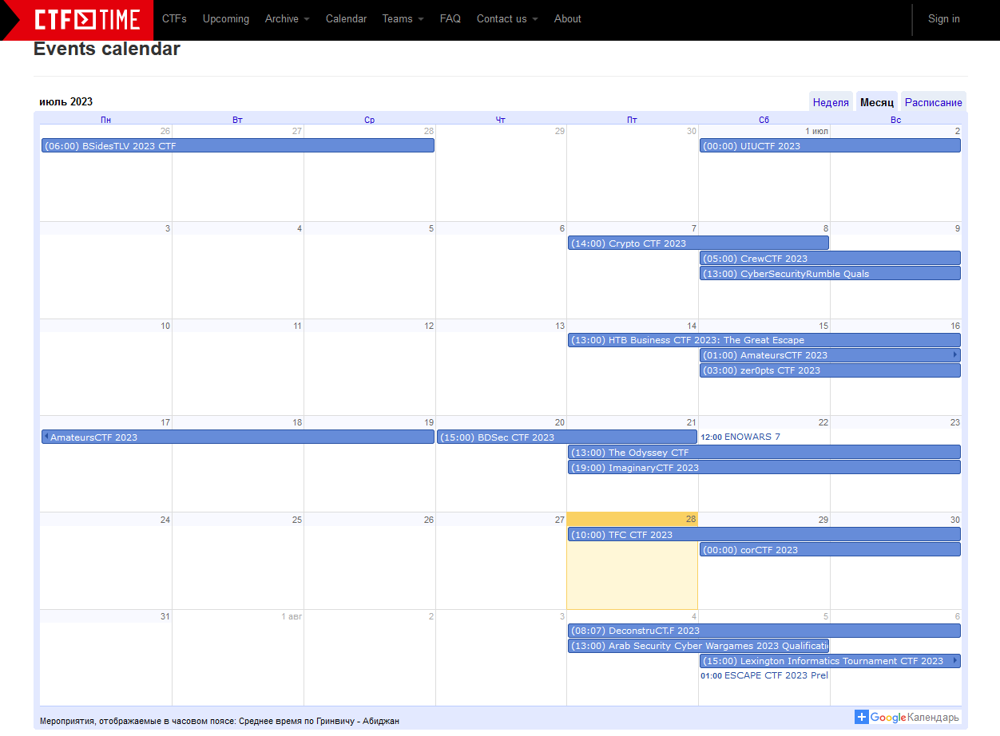 CTF TIME CTFs Upcoming Archive Calendar Teams FAQ Contact us About Sign in
Events calendar
июль 2023 Неделя Месяц Расписание
Пн Вт Ср Чт Пт Сб Вс
26 27 28 29 30 1 июл 2
(06:00) BSidesTLV 2023 CTF (00:00) UIUCTF 2023
3 4 5 6 7 8 9
(14:00) Crypto CTF 2023
(05:00) CrewCTF 2023
(13:00) CyberSecurityRumble Quals
10 11 12 13 14 15 16
(13:00) HTB Business CTF 2023: The Great Escape
(01:00) AmateursCTF 2023
(03:00) zer0pts CTF 2023
17 18 19 20 21 22 23
AmateursCTF 2023 (15:00) BDSec CTF 2023 12:00 ENOWARS 7
(13:00) The Odyssey CTF
(19:00) ImaginaryCTF 2023
24 25 26 27 28 29 30
(10:00) TFC CTF 2023
(00:00) corCTF 2023
31 1 авг 2 3 4 5 6
(08:07) DeconstruCT.F 2023
(13:00) Arab Security Cyber Wargames 2023 Qualificati
(15:00) Lexington Informatics Tournament CTF 2023
01:00 ESCAPE CTF 2023 Prel
Мероприятия, отображаемые в часовом поясе: Среднее время по Гринвичу - Абиджан Google Календарь